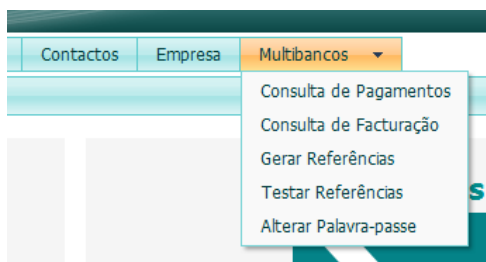 Contactos Empresa Multibancos
Consulta de Pagamentos
Consulta de Facturação
Gerar Referências
Testar Referências
Alterar Palavra-passe
s